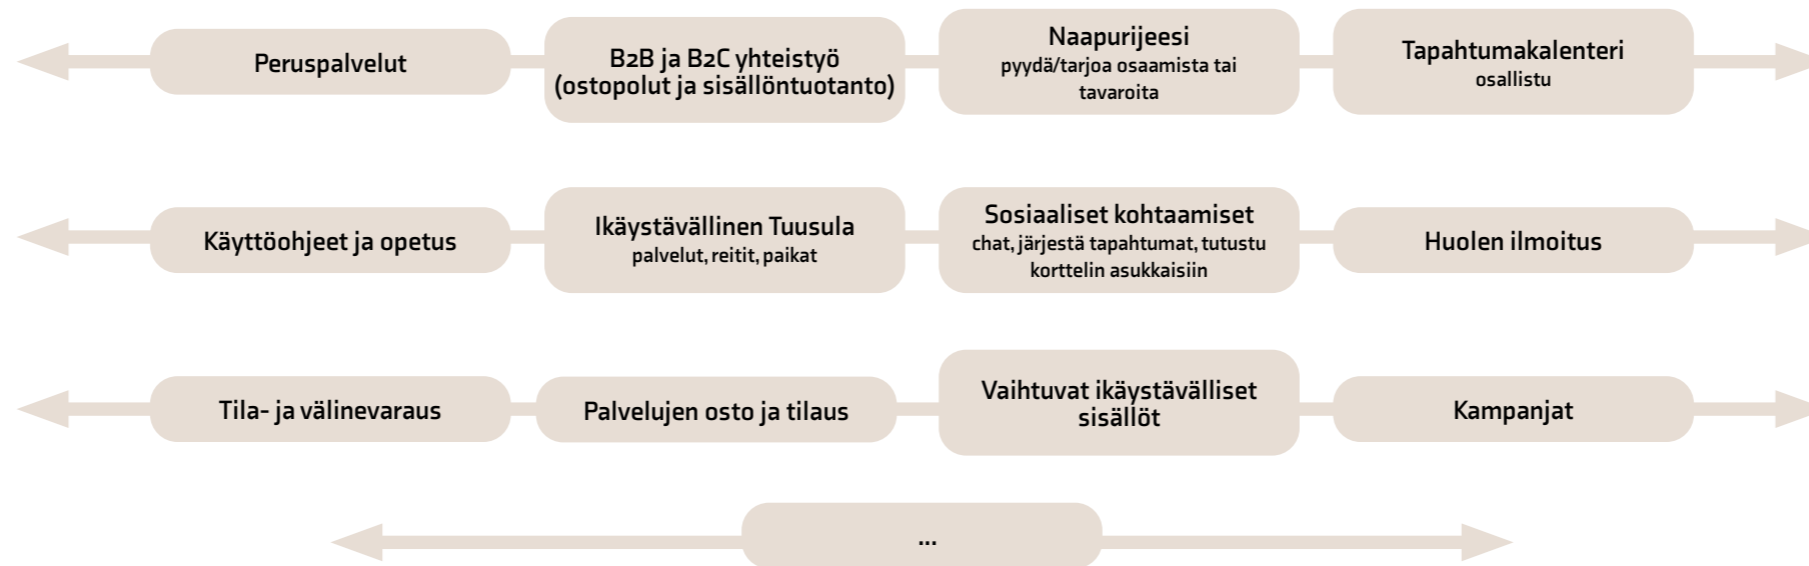 Peruspalvelut
B2B ja B2C yhteistyö
(ostopolut ja sisällöntuotanto)
Naapurijeesi
pyydä/tarjoa osaamista tai
tavaroita
Tapahtumakalenteri
osallistu
Käyttöohjeet ja opetus
Ikäystävällinen Tuusula
palvelut, reitit, paikat
Sosiaaliset kohtaamiset
chat, järjestä tapahtumat, tutustu
korttelin asukkaisiin
Huolen ilmoitus
Tila- ja välinevaraus
Palvelujen osto ja tilaus
Vaihtuvat ikäystävälliset
sisällöt
Kampanjat
...